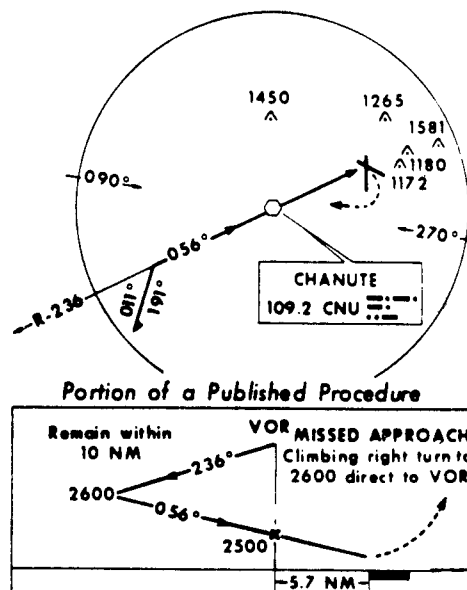 1450
1265
1581
1180
1172
090°
270°
056°
R-236
011°
191°
CHANUTE
109.2 CNU
Portion of a Published Procedure
Remain within
10 NM
VOR
MISSED APPROACH
Climbing right turn to
2600 direct to VOR
236°
2600
056°
2500
5.7 NM